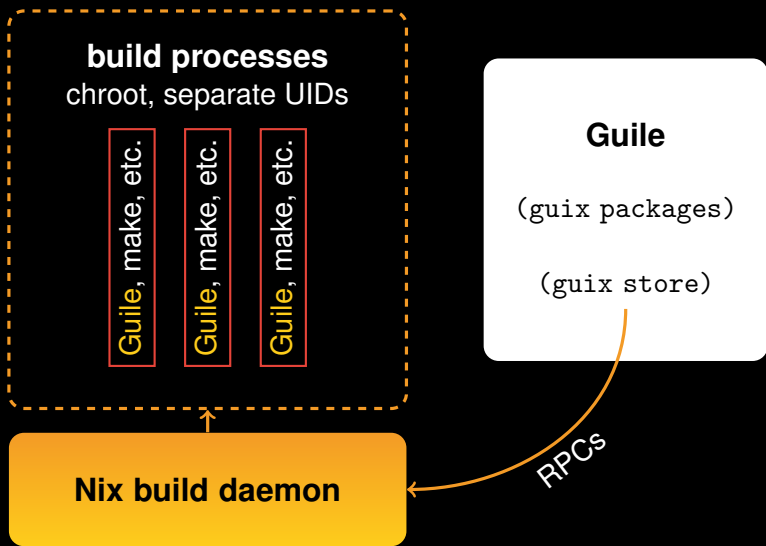 build processes
chroot, separate UIDs
Guile, make, etc.
Guile, make, etc.
Guile, make, etc.
Guile
(guix packages)
(guix store)
RPCs
Nix build daemon